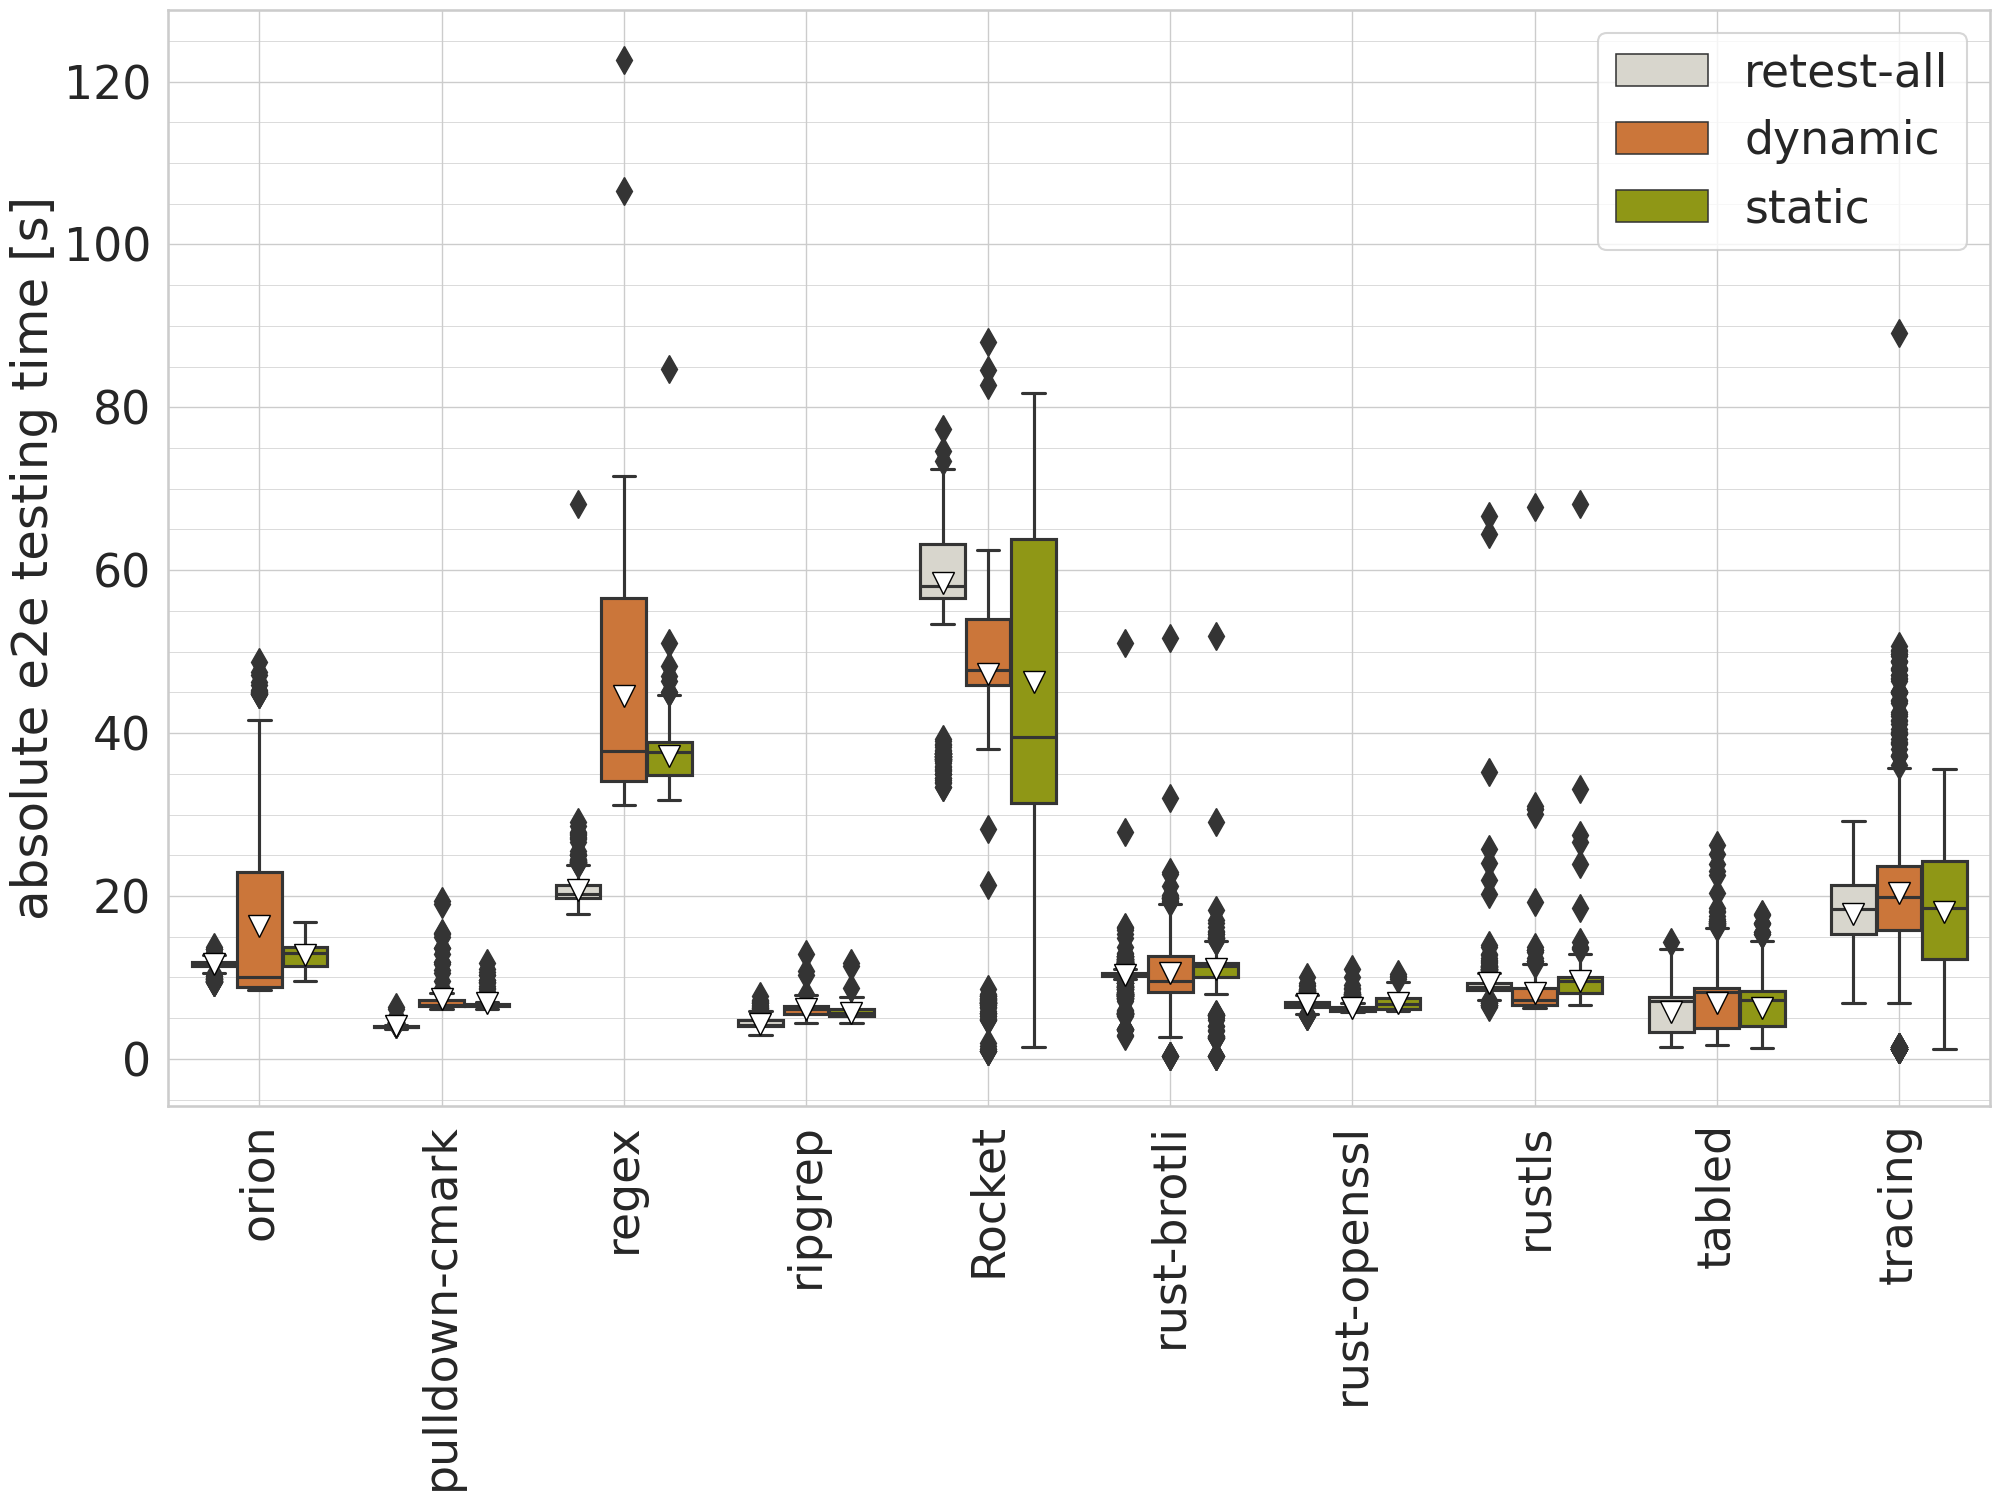 absolute e2e testing time [s]
120
100
80
60
40
20
0
retest-all
dynamic
static
orion
pulldown-cmark
regex
ripgrep
Rocket
rust-brotli
rust-openssl
rustls
tabled
tracing